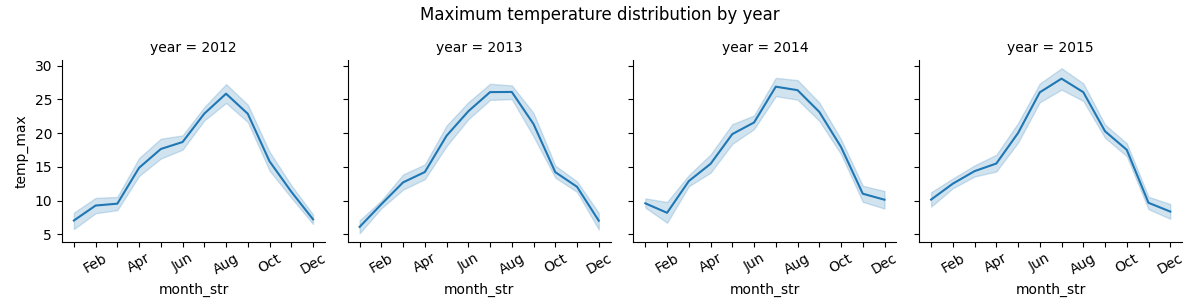 Maximum temperature distribution by year
year = 2012 year = 2013 year = 2014 year = 2015
30
25
20
15
10
5
temp_max
Feb Apr Jun Aug Oct Dec Feb Apr Jun Aug Oct Dec Feb Apr Jun Aug Oct Dec Feb Apr Jun Aug Oct Dec
month_str month_str month_str month_str